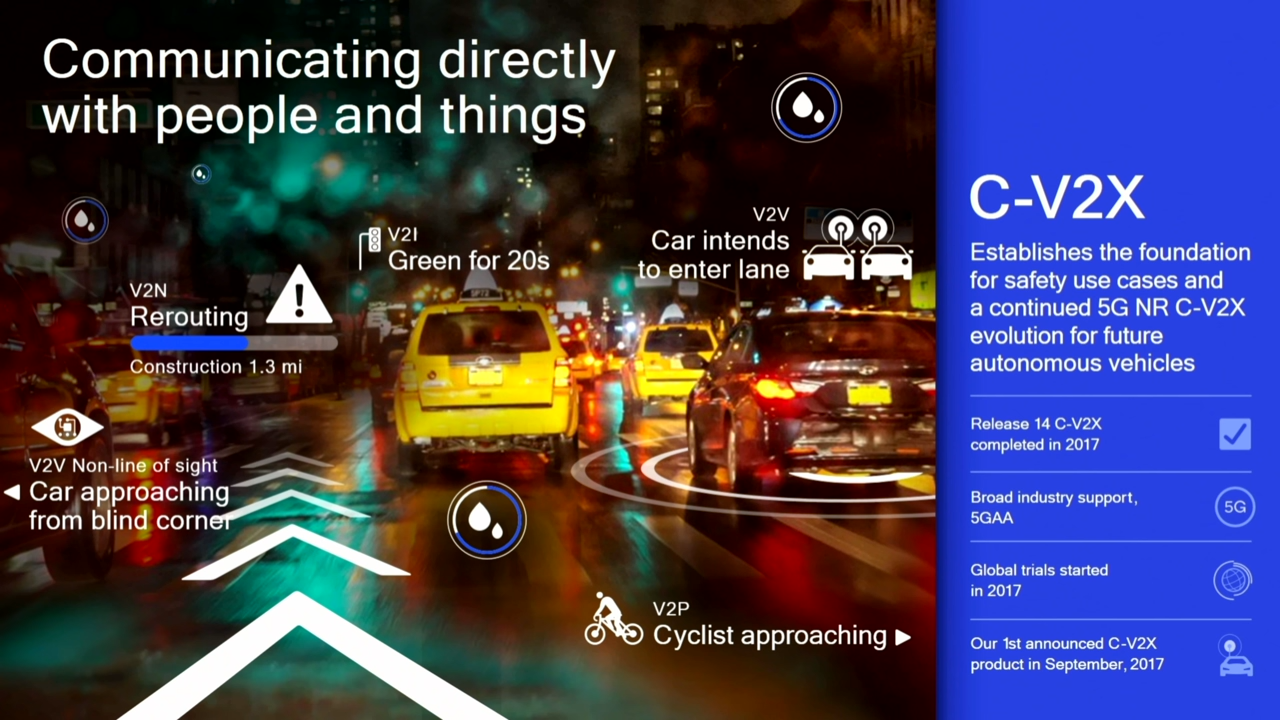 Communicating directly
with people and things
V2N
Rerouting
Construction 1.3 mi
V2I
Green for 20s
V2V
Car intends
to enter lane
V2V Non-line of sight
Car approaching
from blind corner
V2P
Cyclist approaching
C-V2X
Establishes the foundation
for safety use cases and
a continued 5G NR C-V2X
evolution for future
autonomous vehicles
Release 14 C-V2X
completed in 2017
Broad industry support,
5GAA
5G
Global trials started
in 2017
Our 1st announced C-V2X
product in September, 2017